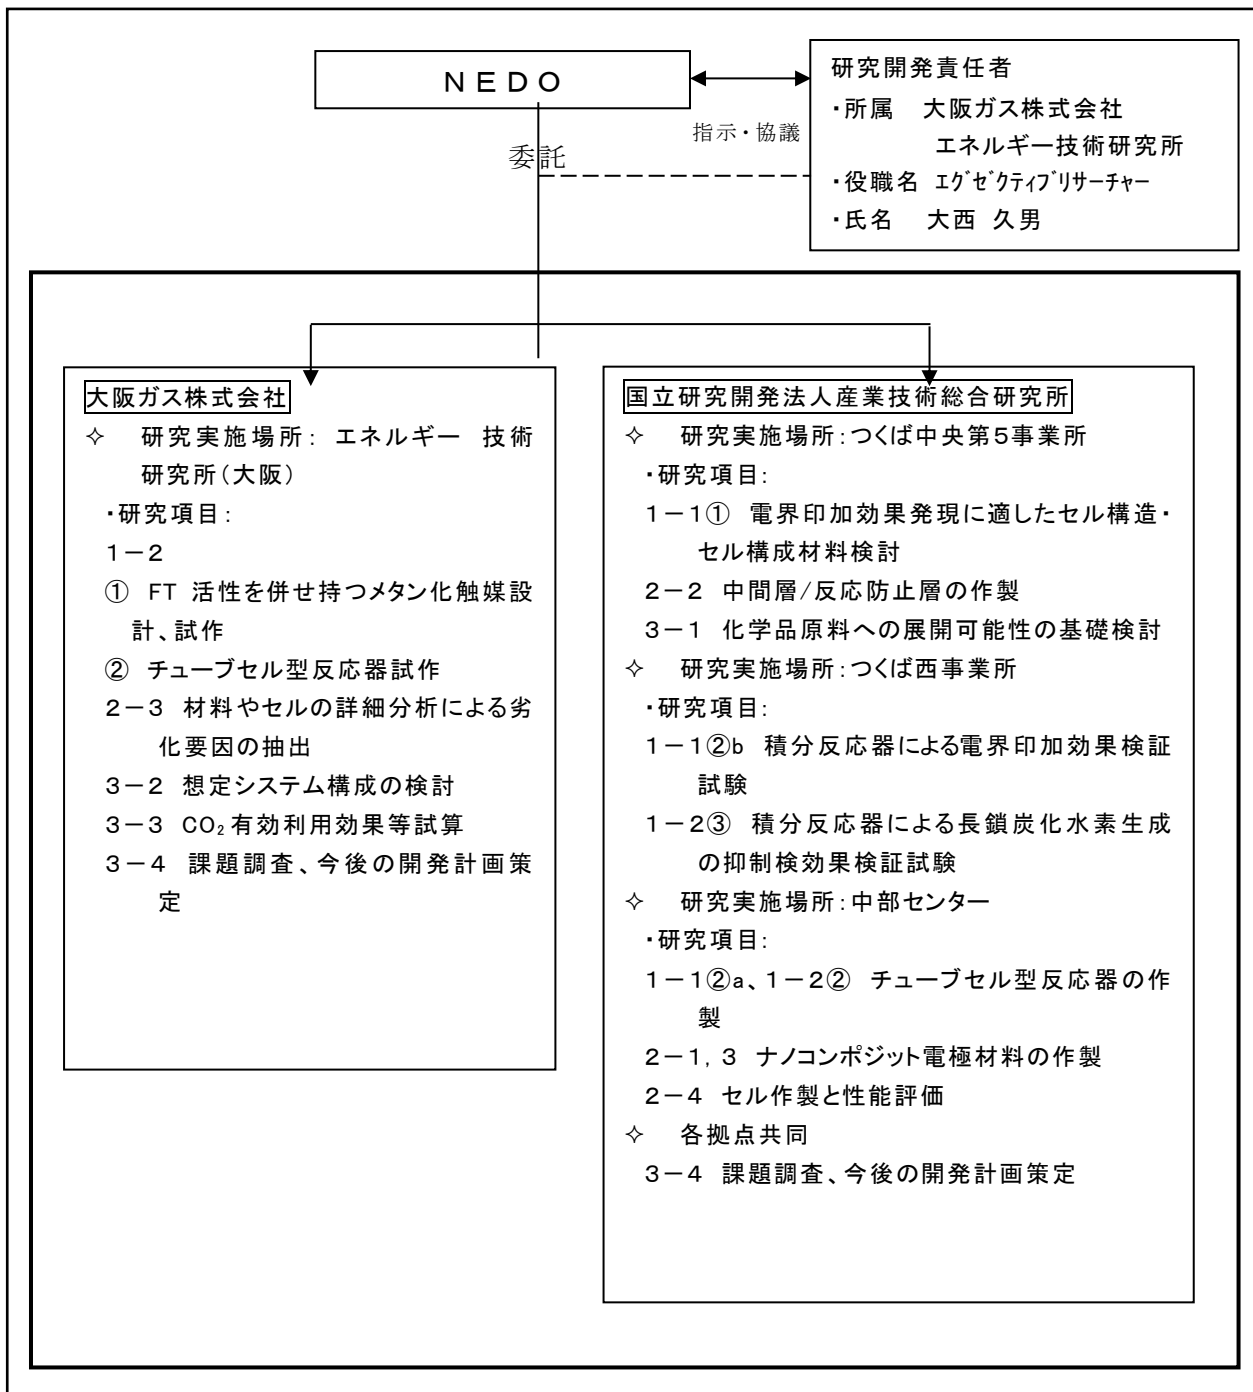 NEDO
指示・協議
委託
研究開発責任者
・所属 大阪ガス株式会社
エネルギー技術研究所
・役職名 エグゼクティブリサーチャー
・氏名 大西 久男
大阪ガス株式会社
✧ 研究実施場所：エネルギー 技術
研究所（大阪）
・研究項目：
1－2
① FT 活性を併せ持つメタン化触媒設
計、試作
② チューブセル型反応器試作
2－3 材料やセルの詳細分析による劣
化要因の抽出
3－2 想定システム構成の検討
3－3 CO₂有効利用効果等試算
3－4 課題調査、今後の開発計画策
定
国立研究開発法人産業技術総合研究所
✧ 研究実施場所：つくば中央第5事業所
・研究項目：
1－1① 電界印加効果発現に適したセル構造・
セル構成材料検討
2－2 中間層/反応防止層の作製
3－1 化学品原料への展開可能性の基礎検討
✧ 研究実施場所：つくば西事業所
・研究項目：
1－1②b 積分反応器による電界印加効果検証
試験
1－2③ 積分反応器による長鎖炭化水素生成
の抑制検効果検証試験
✧ 研究実施場所：中部センター
・研究項目：
1－1②a、1－2② チューブセル型反応器の作
製
2－1，3 ナノコンポジット電極材料の作製
2－4 セル作製と性能評価
✧ 各拠点共同
3－4 課題調査、今後の開発計画策定